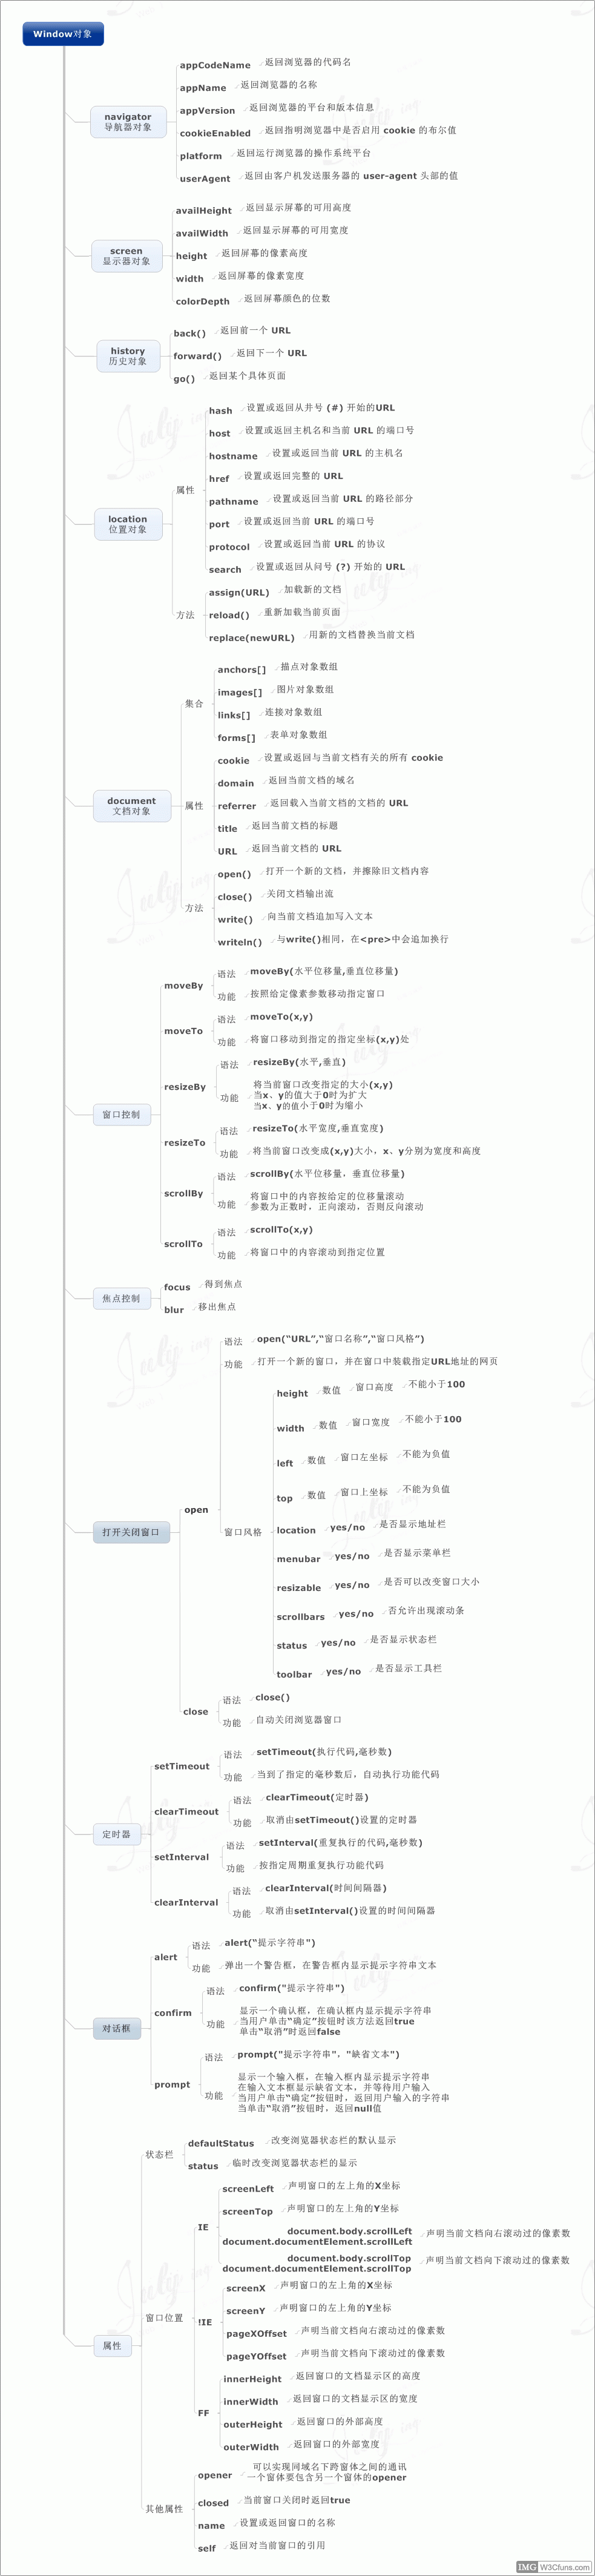 Window对象
navigator
导航器对象
appCodeName 返回浏览器的代码名
appName 返回浏览器的名称
appVersion 返回浏览器的平台和版本信息
cookieEnabled 返回指明浏览器中是否启用 cookie 的布尔值
platform 返回运行浏览器的操作系统平台
userAgent 返回由客户机发送服务器的 user-agent 头部的值
screen
显示器对象
availHeight 返回显示屏幕的可用高度
availWidth 返回显示屏幕的可用宽度
height 返回屏幕的像素高度
width 返回屏幕的像素宽度
colorDepth 返回屏幕颜色的位数
history
历史对象
back() 返回前一个 URL
forward() 返回下一个 URL
go() 返回某个具体页面
location
位置对象
属性
hash 设置或返回从井号 (#) 开始的URL
host 设置或返回主机名和当前 URL 的端口号
hostname 设置或返回当前 URL 的主机名
href 设置或返回完整的 URL
pathname 设置或返回当前 URL 的路径部分
port 设置或返回当前 URL 的端口号
protocol 设置或返回当前 URL 的协议
search 设置或返回从问号 (?) 开始的 URL
方法
assign(URL) 加载新的文档
reload() 重新加载当前页面
replace(newURL) 用新的文档替换当前文档
document
文档对象
集合
anchors[] 描点对象数组
images[] 图片对象数组
links[] 连接对象数组
forms[] 表单对象数组
属性
cookie 设置或返回与当前文档有关的所有 cookie
domain 返回当前文档的域名
referrer 返回载入当前文档的文档的 URL
title 返回当前文档的标题
URL 返回当前文档的 URL
方法
open() 打开一个新的文档，并擦除旧文档内容
close() 关闭文档输出流
write() 向当前文档追加写入文本
writeln() 与write()相同，在<pre>中会追加换行
窗口控制
moveBy
语法 moveBy(水平位移量,垂直位移量)
功能 按照给定像素参数移动指定窗口
moveTo
语法 moveTo(x,y)
功能 将窗口移动到指定的指定坐标(x,y)处
resizeBy
语法 resizeBy(水平,垂直)
功能 将当前窗口改变指定的大小(x,y)
当x、y的值大于0时为扩大
当x、y的值小于0时为缩小
resizeTo
语法 resizeTo(水平宽度,垂直宽度)
功能 将当前窗口改变成(x,y)大小，x、y分别为宽度和高度
scrollBy
语法 scrollBy(水平位移量，垂直位移量)
功能 将窗口中的内容按给定的位移量滚动
参数为正数时，正向滚动，否则反向滚动
scrollTo
语法 scrollTo(x,y)
功能 将窗口中的内容滚动到指定位置
焦点控制
focus 得到焦点
blur 移出焦点
打开关闭窗口
open
语法 open(“URL”,“窗口名称”,“窗口风格”)
功能 打开一个新的窗口，并在窗口中装载指定URL地址的网页
窗口风格
height 数值 窗口高度 不能小于100
width 数值 窗口宽度 不能小于100
left 数值 窗口左坐标 不能为负值
top 数值 窗口上坐标 不能为负值
location yes/no 是否显示地址栏
menubar yes/no 是否显示菜单栏
resizable yes/no 是否可以改变窗口大小
scrollbars yes/no 否允许出现滚动条
status yes/no 是否显示状态栏
toolbar yes/no 是否显示工具栏
close
语法 close()
功能 自动关闭浏览器窗口
定时器
setTimeout
语法 setTimeout(执行代码,毫秒数)
功能 当到了指定的毫秒数后，自动执行功能代码
clearTimeout
语法 clearTimeout(定时器)
功能 取消由setTimeout()设置的定时器
setInterval
语法 setInterval(重复执行的代码,毫秒数)
功能 按指定周期重复执行功能代码
clearInterval
语法 clearInterval(时间间隔器)
功能 取消由setInterval()设置的时间间隔器
对话框
alert
语法 alert(“提示字符串")
功能 弹出一个警告框，在警告框内显示提示字符串文本
confirm
语法 confirm("提示字符串")
功能 显示一个确认框，在确认框内显示提示字符串
当用户单击“确定”按钮时该方法返回true
单击“取消”时返回false
prompt
语法 prompt("提示字符串"，"缺省文本")
功能 显示一个输入框，在输入框内显示提示字符串
在输入文本框显示缺省文本，并等待用户输入
当用户单击“确定”按钮时，返回用户输入的字符串
当单击“取消”按钮时，返回null值
属性
状态栏
defaultStatus 改变浏览器状态栏的默认显示
status 临时改变浏览器状态栏的显示
窗口位置
IE
screenLeft 声明窗口的左上角的X坐标
screenTop 声明窗口的左上角的Y坐标
document.body.scrollLeft
document.documentElement.scrollLeft 声明当前文档向右滚动过的像素数
document.body.scrollTop
document.documentElement.scrollTop 声明当前文档向下滚动过的像素数
!IE
screenX 声明窗口的左上角的X坐标
screenY 声明窗口的左上角的Y坐标
pageXOffset 声明当前文档向右滚动过的像素数
pageYOffset 声明当前文档向下滚动过的像素数
FF
innerHeight 返回窗口的文档显示区的高度
innerWidth 返回窗口的文档显示区的宽度
outerHeight 返回窗口的外部高度
outerWidth 返回窗口的外部宽度
其他属性
opener 可以实现同域名下跨窗体之间的通讯
一个窗体要包含另一个窗体的opener
closed 当前窗口关闭时返回true
name 设置或返回窗口的名称
self 返回对当前窗口的引用
IMG W3Cfuns.com